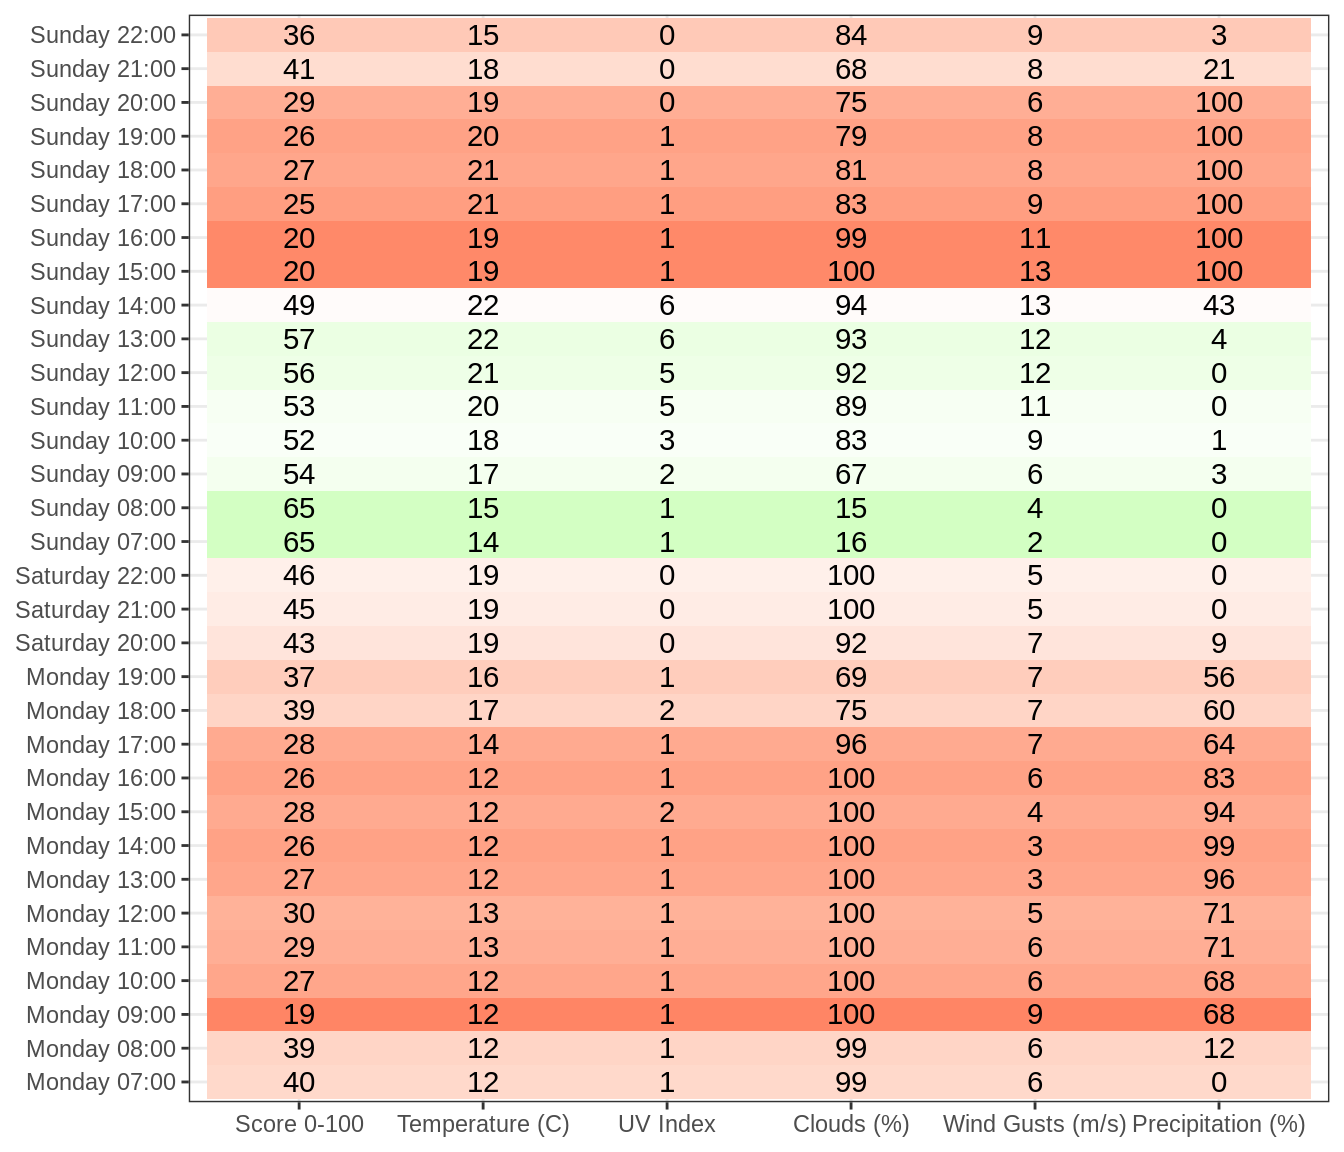 Sunday 22:00 36 15 0 84 9 3
Sunday 21:00 41 18 0 68 8 21
Sunday 20:00 29 19 0 75 6 100
Sunday 19:00 26 20 1 79 8 100
Sunday 18:00 27 21 1 81 8 100
Sunday 17:00 25 21 1 83 9 100
Sunday 16:00 20 19 1 99 11 100
Sunday 15:00 20 19 1 100 13 100
Sunday 14:00 49 22 6 94 13 43
Sunday 13:00 57 22 6 93 12 4
Sunday 12:00 56 21 5 92 12 0
Sunday 11:00 53 20 5 89 11 0
Sunday 10:00 52 18 3 83 9 1
Sunday 09:00 54 17 2 67 6 3
Sunday 08:00 65 15 1 15 4 0
Sunday 07:00 65 14 1 16 2 0
Saturday 22:00 46 19 0 100 5 0
Saturday 21:00 45 19 0 100 5 0
Saturday 20:00 43 19 0 92 7 9
Monday 19:00 37 16 1 69 7 56
Monday 18:00 39 17 2 75 7 60
Monday 17:00 28 14 1 96 7 64
Monday 16:00 26 12 1 100 6 83
Monday 15:00 28 12 2 100 4 94
Monday 14:00 26 12 1 100 3 99
Monday 13:00 27 12 1 100 3 96
Monday 12:00 30 13 1 100 5 71
Monday 11:00 29 13 1 100 6 71
Monday 10:00 27 12 1 100 6 68
Monday 09:00 19 12 1 100 9 68
Monday 08:00 39 12 1 99 6 12
Monday 07:00 40 12 1 99 6 0
Score 0-100 Temperature (C) UV Index Clouds (%) Wind Gusts (m/s) Precipitation (%)